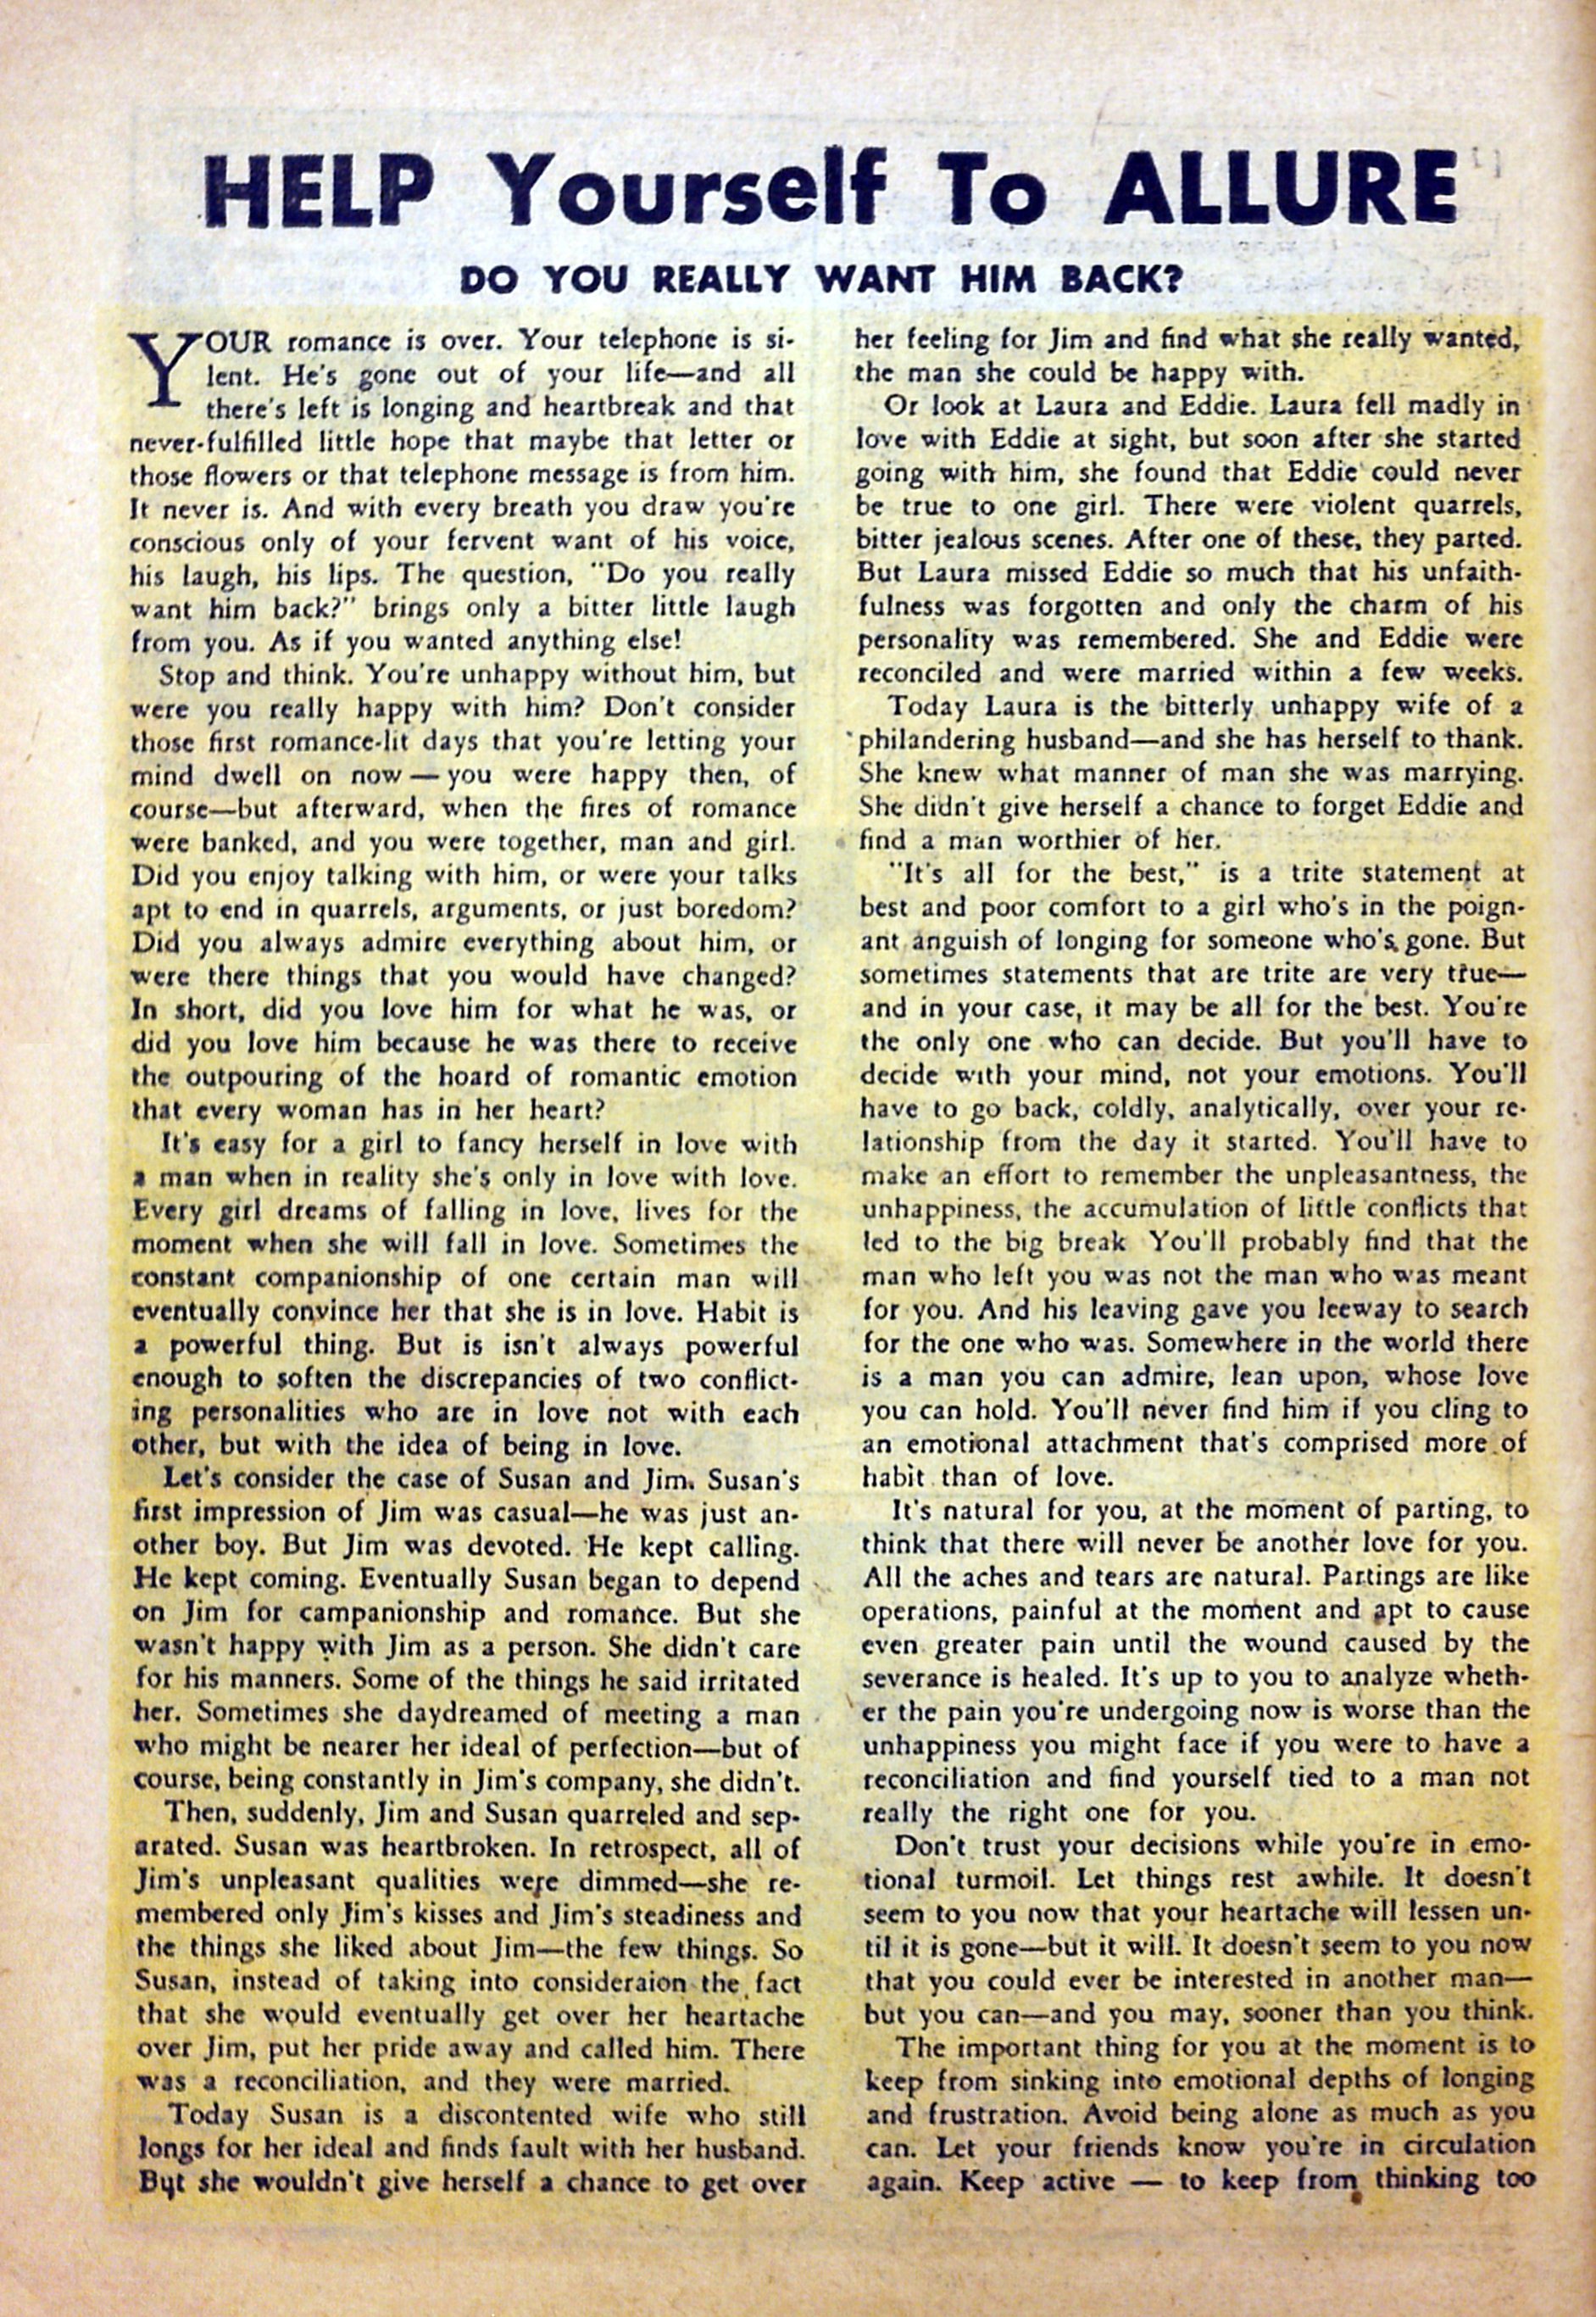 HELP Yourself To ALLURE
DO YOU REALLY WANT HIM BACK?
YOUR romance is over. Your telephone is si-
lent. He's gone out of your life—and all
there's left is longing and heartbreak and that
never-fulfilled little hope that maybe that letter or
those flowers or that telephone message is from him.
It never is. And with every breath you draw you're
conscious only of your fervent want of his voice,
his laugh, his lips. The question, "Do you really
want him back?" brings only a bitter little laugh
from you. As if you wanted anything else!
Stop and think. You're unhappy without him, but
were you really happy with him? Don't consider
those first romance-lit days that you're letting your
mind dwell on now — you were happy then, of
course—but afterward, when the fires of romance
were banked, and you were together, man and girl.
Did you enjoy talking with him, or were your talks
apt to end in quarrels, arguments, or just boredom?
Did you always admire everything about him, or
were there things that you would have changed?
In short, did you love him for what he was, or
did you love him because he was there to receive
the outpouring of the hoard of romantic emotion
that every woman has in her heart?
It's easy for a girl to fancy herself in love with
a man when in reality she's only in love with love.
Every girl dreams of falling in love, lives for the
moment when she will fall in love. Sometimes the
constant companionship of one certain man will
eventually convince her that she is in love. Habit is
a powerful thing. But is isn't always powerful
enough to soften the discrepancies of two conflict-
ing personalities who are in love not with each
other, but with the idea of being in love.
Let's consider the case of Susan and Jim. Susan's
first impression of Jim was casual—he was just an-
other boy. But Jim was devoted. He kept calling.
He kept coming. Eventually Susan began to depend
on Jim for campanionship and romance. But she
wasn't happy with Jim as a person. She didn't care
for his manners. Some of the things he said irritated
her. Sometimes she daydreamed of meeting a man
who might be nearer her ideal of perfection—but of
course, being constantly in Jim's company, she didn't.
Then, suddenly, Jim and Susan quarreled and sep-
arated. Susan was heartbroken. In retrospect, all of
Jim's unpleasant qualities were dimmed—she re-
membered only Jim's kisses and Jim's steadiness and
the things she liked about Jim—the few things. So
Susan, instead of taking into consideraion the fact
that she would eventually get over her heartache
over Jim, put her pride away and called him. There
was a reconciliation, and they were married.
Today Susan is a discontented wife who still
longs for her ideal and finds fault with her husband.
But she wouldn't give herself a chance to get over
her feeling for Jim and find what she really wanted,
the man she could be happy with.
Or look at Laura and Eddie. Laura fell madly in
love with Eddie at sight, but soon after she started
going with him, she found that Eddie could never
be true to one girl. There were violent quarrels,
bitter jealous scenes. After one of these, they parted.
But Laura missed Eddie so much that his unfaith-
fulness was forgotten and only the charm of his
personality was remembered. She and Eddie were
reconciled and were married within a few weeks.
Today Laura is the bitterly unhappy wife of a
philandering husband—and she has herself to thank.
She knew what manner of man she was marrying.
She didn't give herself a chance to forget Eddie and
find a man worthier of her.
"It's all for the best," is a trite statement at
best and poor comfort to a girl who's in the poign-
ant anguish of longing for someone who's gone. But
sometimes statements that are trite are very true—
and in your case, it may be all for the best. You're
the only one who can decide. But you'll have to
decide with your mind, not your emotions. You'll
have to go back, coldly, analytically, over your re-
lationship from the day it started. You'll have to
make an effort to remember the unpleasantness, the
unhappiness, the accumulation of little conflicts that
led to the big break You'll probably find that the
man who left you was not the man who was meant
for you. And his leaving gave you leeway to search
for the one who was. Somewhere in the world there
is a man you can admire, lean upon, whose love
you can hold. You'll never find him if you cling to
an emotional attachment that's comprised more of
habit than of love.
It's natural for you, at the moment of parting, to
think that there will never be another love for you.
All the aches and tears are natural. Partings are like
operations, painful at the moment and apt to cause
even greater pain until the wound caused by the
severance is healed. It's up to you to analyze wheth-
er the pain you're undergoing now is worse than the
unhappiness you might face if you were to have a
reconciliation and find yourself tied to a man not
really the right one for you.
Don't trust your decisions while you're in emo-
tional turmoil. Let things rest awhile. It doesn't
seem to you now that your heartache will lessen un-
til it is gone—but it will. It doesn't seem to you now
that you could ever be interested in another man—
but you can—and you may, sooner than you think.
The important thing for you at the moment is to
keep from sinking into emotional depths of longing
and frustration. Avoid being alone as much as you
can. Let your friends know you're in circulation
again. Keep active — to keep from thinking too